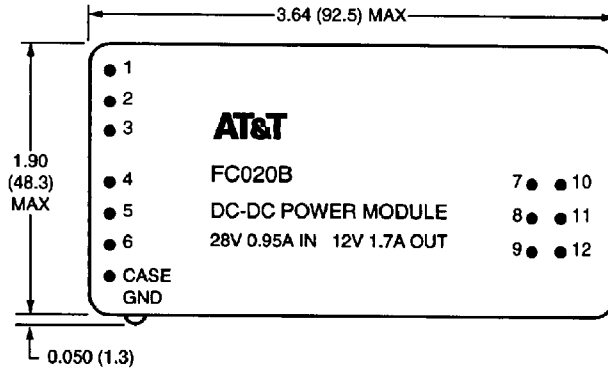 3.64 (92.5) MAX
1
2
3
AT&T
1.90
(48.3)
MAX
4
FC020B
7 10
5
DC-DC POWER MODULE
8 11
6
28V 0.95A IN 12V 1.7A OUT
9 12
CASE
GND
0.050 (1.3)